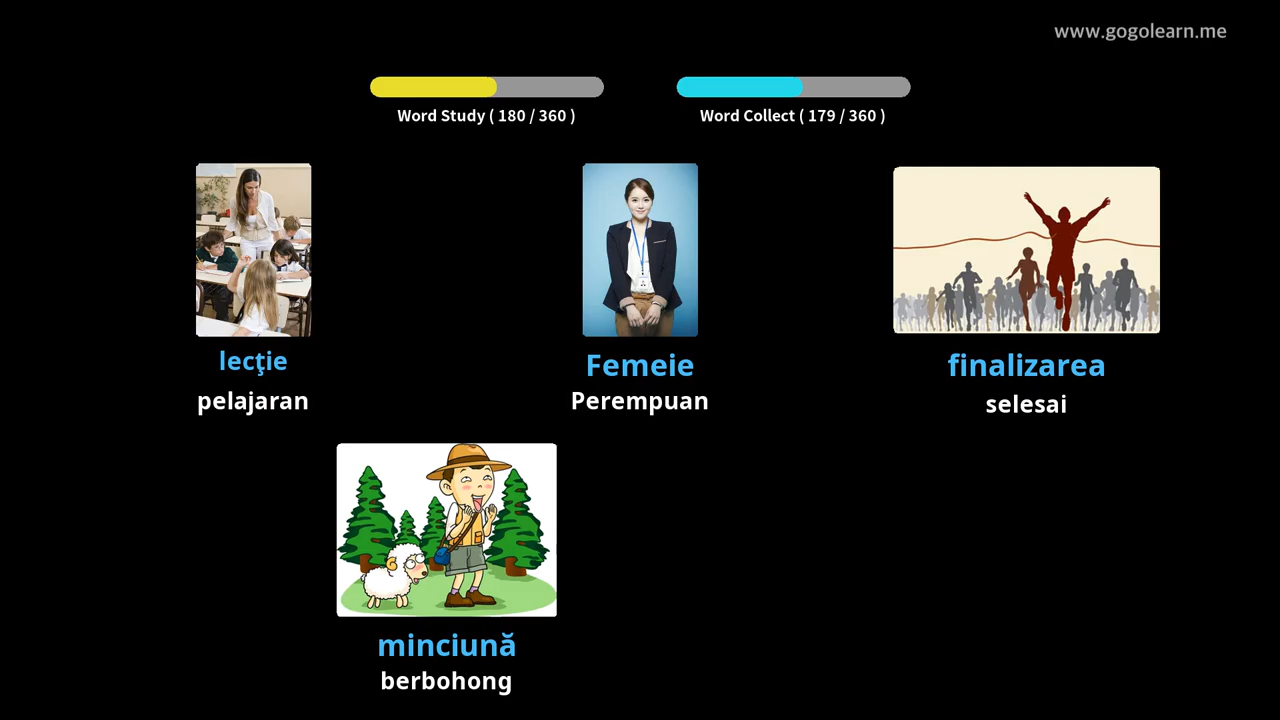 www.gogolearn.me
Word Study ( 180 / 360 )
Word Collect ( 179 / 360 )
lecţie
pelajaran
Femeie
Perempuan
finalizarea
selesai
minciună
berbohong